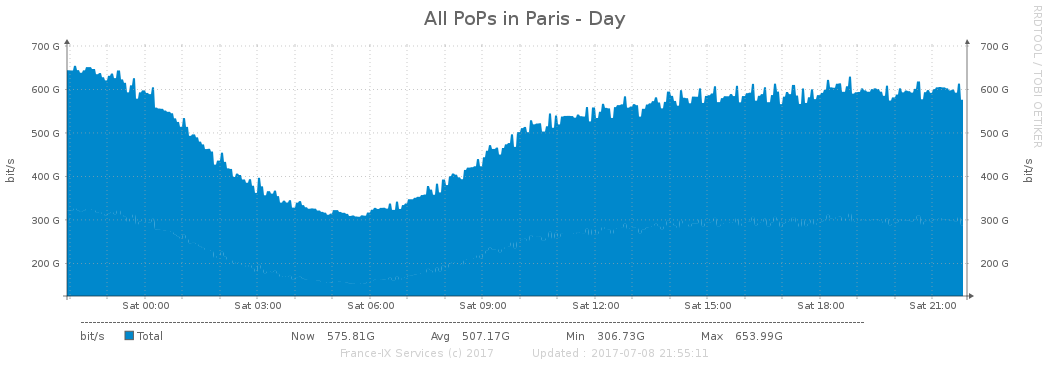 All PoPs in Paris - Day
RRDTOOL / TOBI OETIKER
700 G 700 G
600 G 600 G
500 G 500 G
400 G 400 G
300 G 300 G
200 G 200 G
bit/s bit/s
Sat 00:00 Sat 03:00 Sat 06:00 Sat 09:00 Sat 12:00 Sat 15:00 Sat 18:00 Sat 21:00
bit/s Total Now 575.81G Avg 507.17G Min 306.73G Max 653.99G
France-IX Services (c) 2017 Updated : 2017-07-08 21:55:11